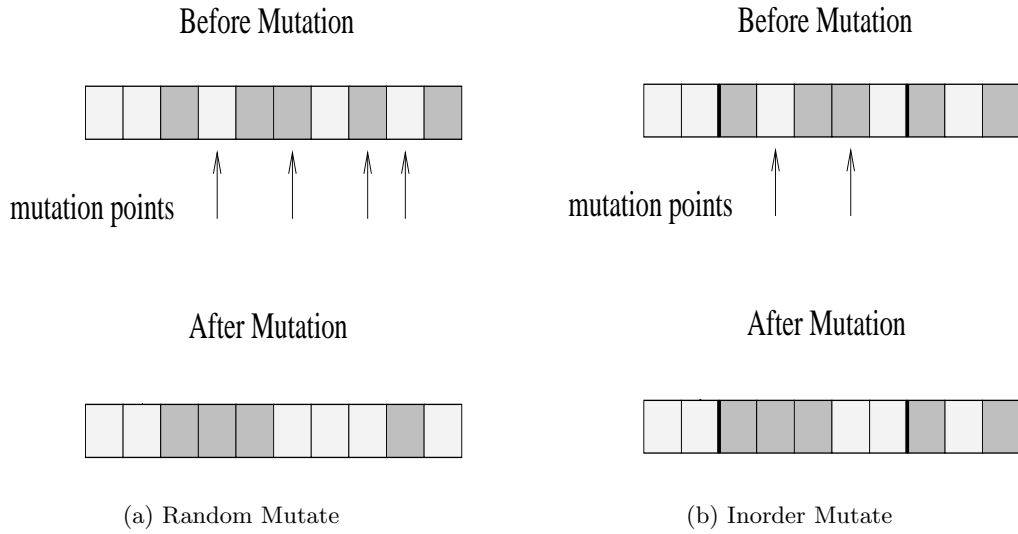 Before Mutation
mutation points
After Mutation
(a) Random Mutate
Before Mutation
mutation points
After Mutation
(b) Inorder Mutate